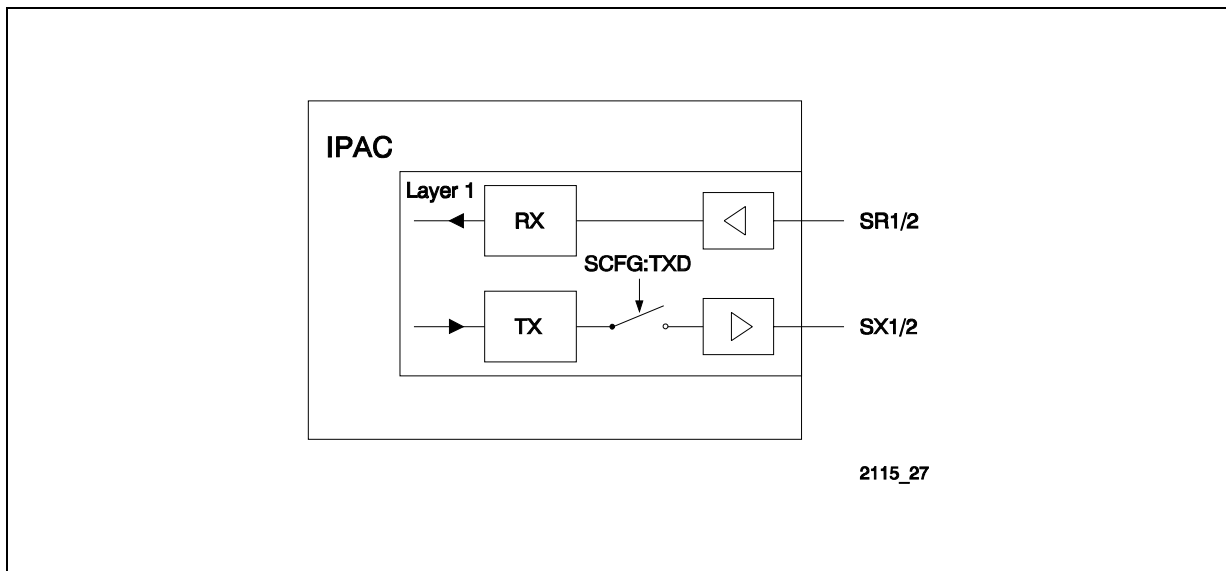 IPAC
Layer 1
RX
SR1/2
SCFG:TXD
TX
SX1/2
2115_27